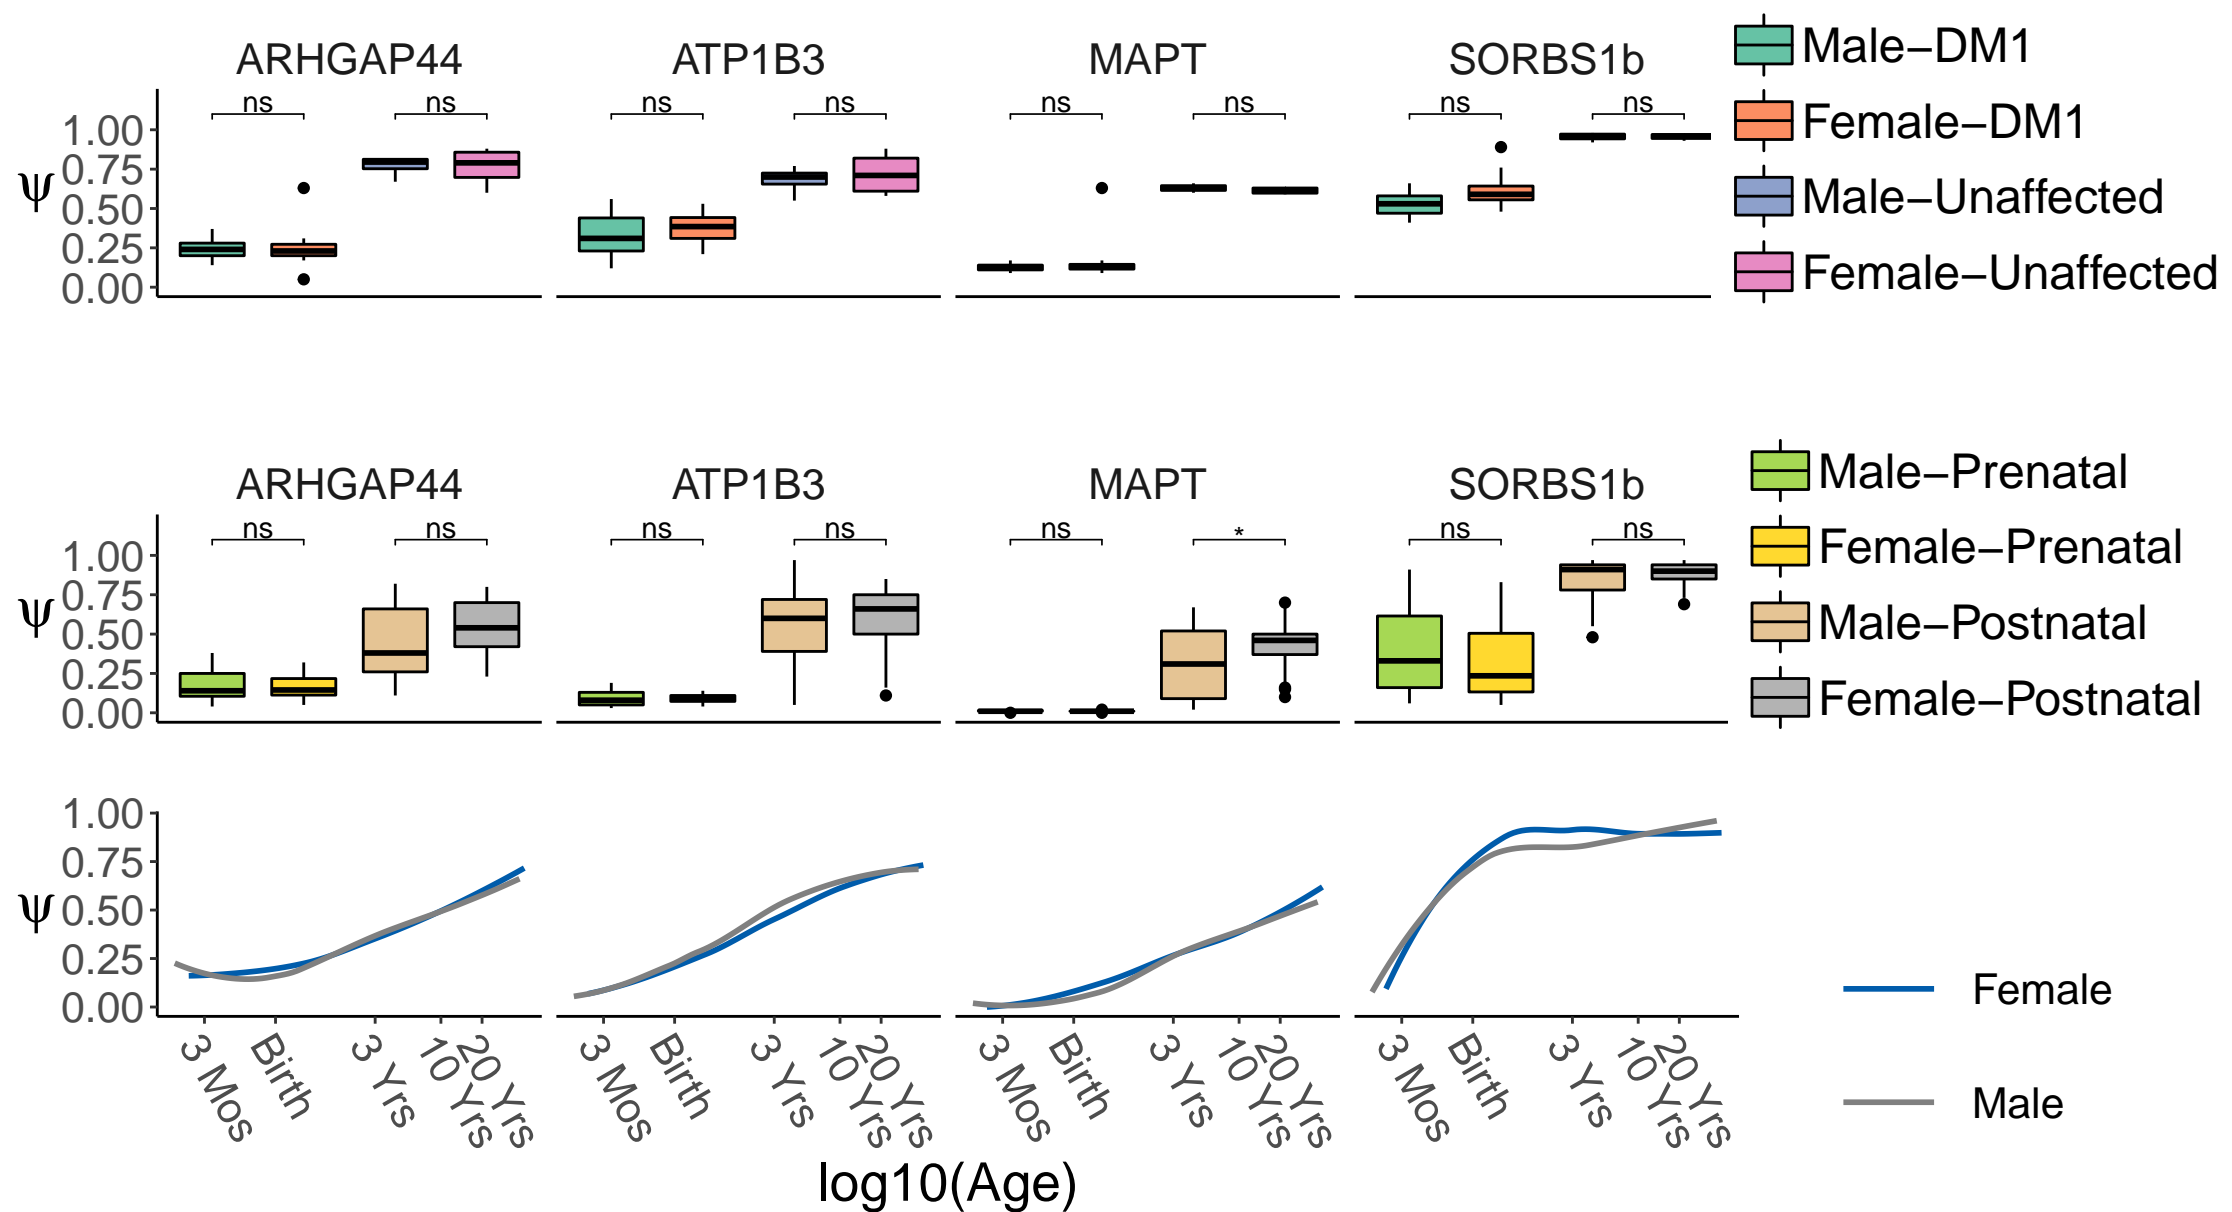 ARHGAP44 ATP1B3 MAPT SORBS1b
ns ns ns ns ns ns ns ns
1.00
0.75
0.50
0.25
0.00
ψ
Male−DM1
Female−DM1
Male−Unaffected
Female−Unaffected
ARHGAP44 ATP1B3 MAPT SORBS1b
ns ns ns ns ns * ns ns
1.00
0.75
0.50
0.25
0.00
ψ
Male−Prenatal
Female−Prenatal
Male−Postnatal
Female−Postnatal
1.00
0.75
0.50
0.25
0.00
ψ
3 Mos Birth 3 Yrs 10 Yrs 20 Yrs 3 Mos Birth 3 Yrs 10 Yrs 20 Yrs 3 Mos Birth 3 Yrs 10 Yrs 20 Yrs 3 Mos Birth 3 Yrs 10 Yrs 20 Yrs
log10(Age)
Female
Male